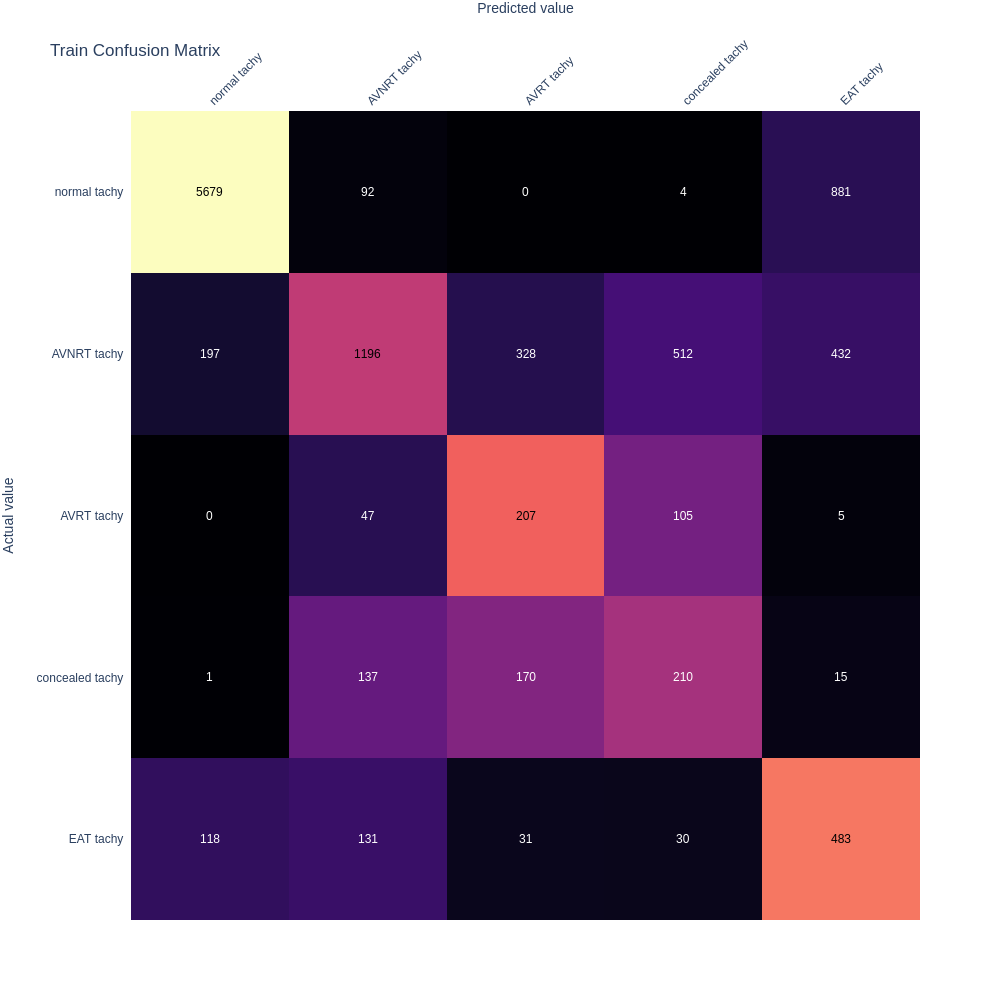 Predicted value
Train Confusion Matrix
normal tachy
AVNRT tachy
AVRT tachy
concealed tachy
EAT tachy
normal tachy 5679 92 0 4 881
AVNRT tachy 197 1196 328 512 432
AVRT tachy 0 47 207 105 5
concealed tachy 1 137 170 210 15
EAT tachy 118 131 31 30 483
Actual value